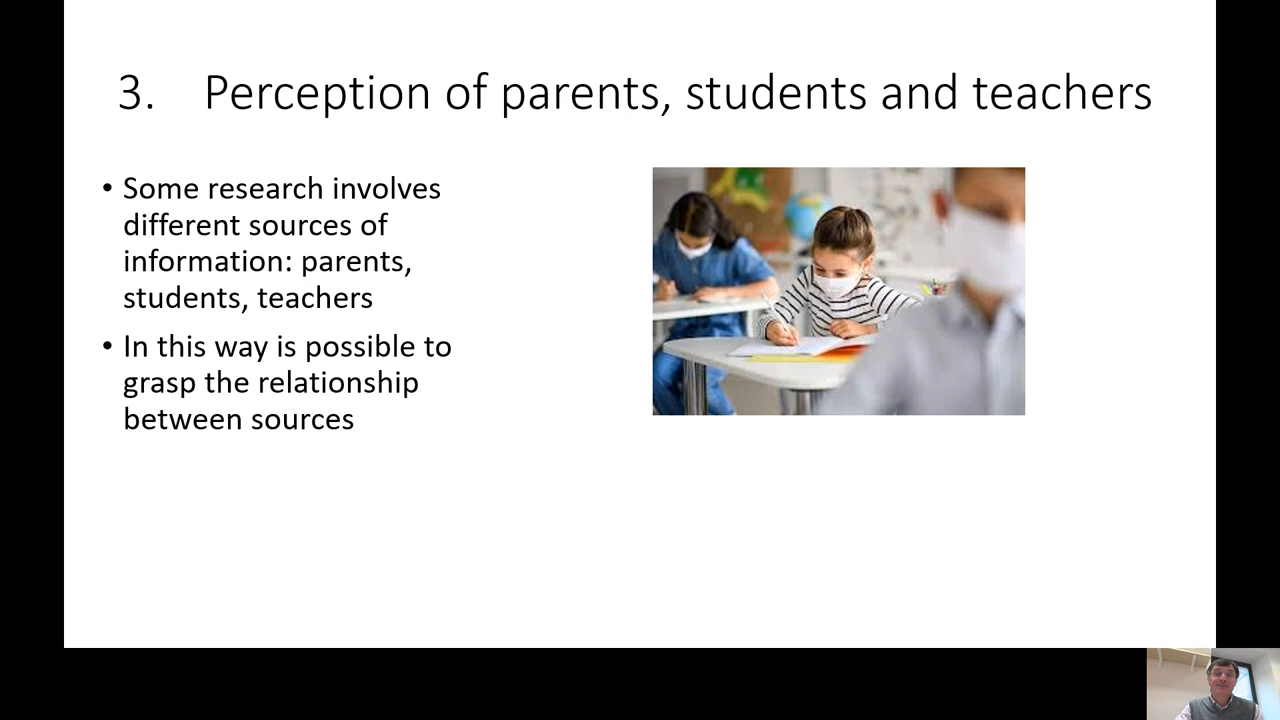 3. Perception of parents, students and teachers
• Some research involves
different sources of
information: parents,
students, teachers
• In this way is possible to
grasp the relationship
between sources